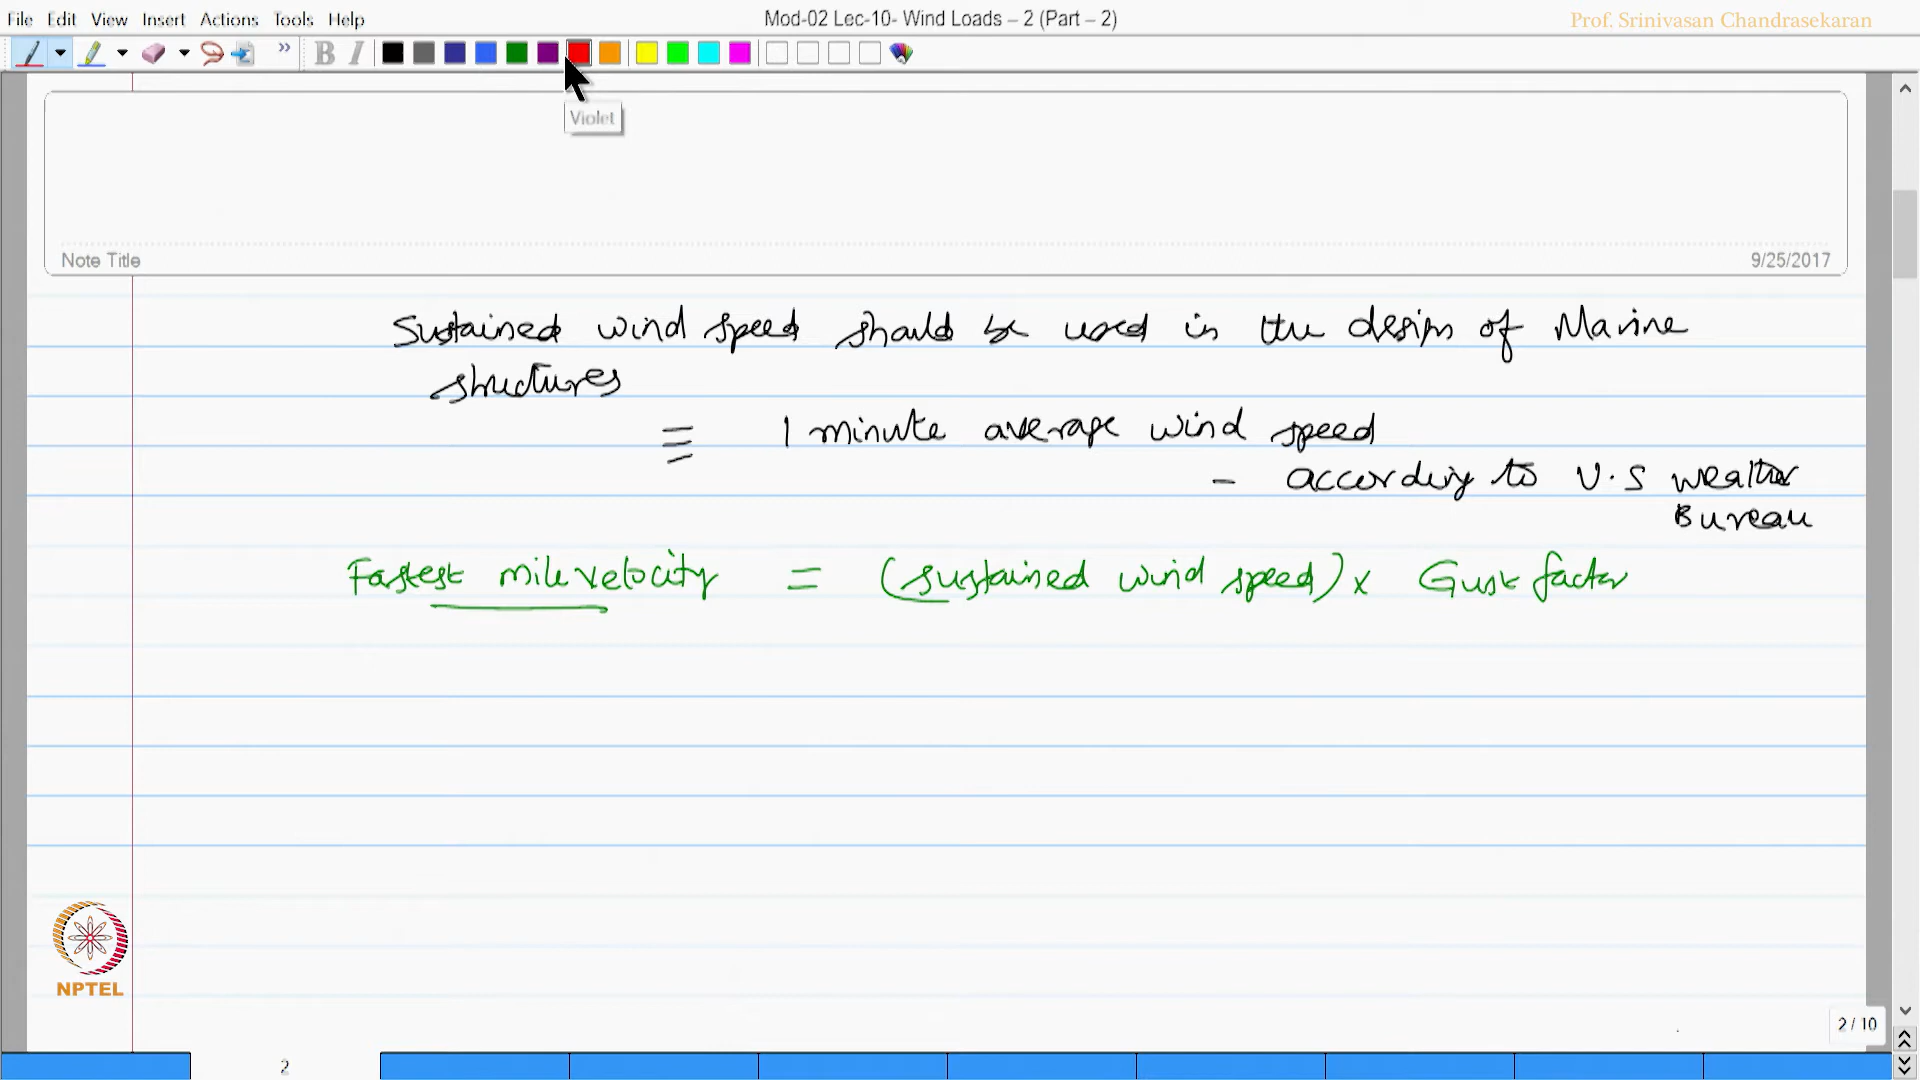 File Edit View Insert Actions Tools Help
Mod-02 Lec-10- Wind Loads – 2 (Part – 2)
Prof. Srinivasan Chandrasekaran
B I
Violet
Note Title
9/25/2017
Sustained wind speed should be used in the design of Marine
structures
≡ 1 minute average wind speed
- according to U.S weather
Bureau
Fastest mile velocity = (sustained wind speed) x Gust factor
NPTEL
2 / 10
2